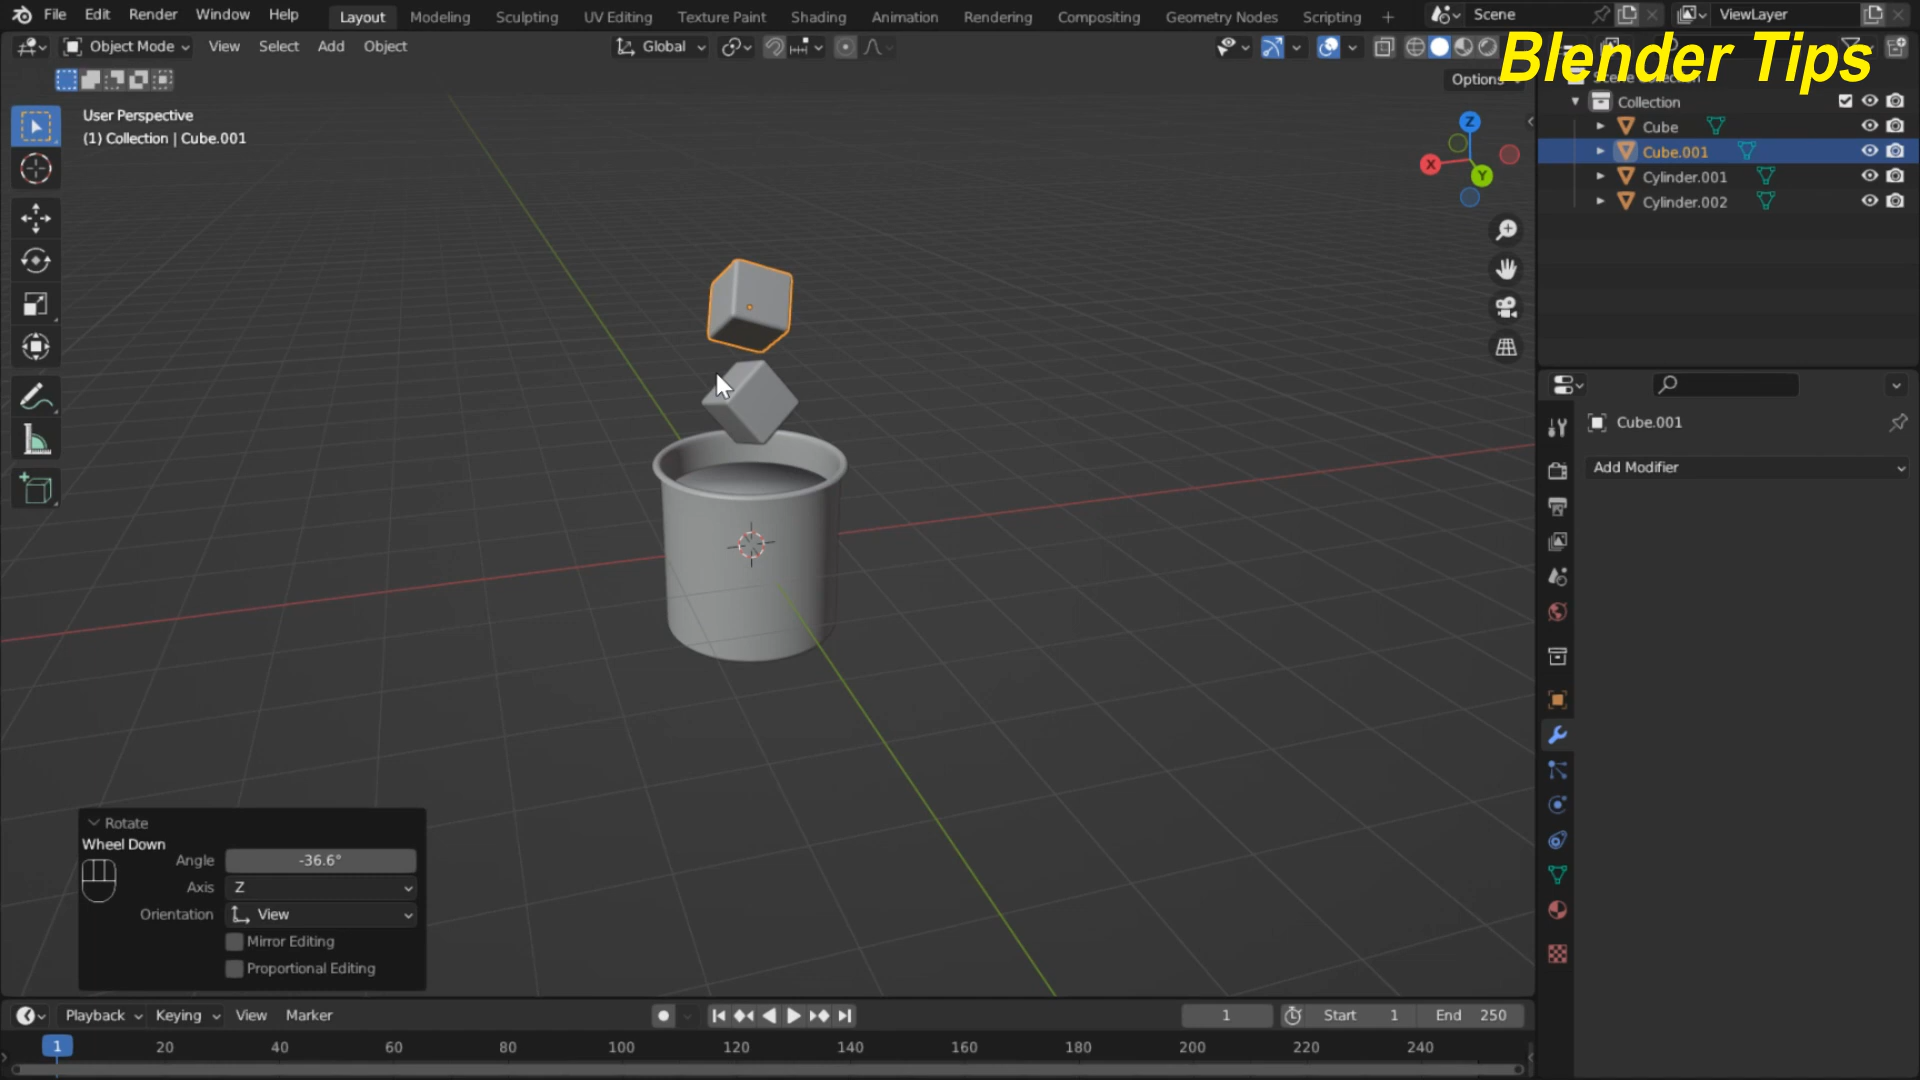 File Edit Render Window Help Layout Modeling Sculpting UV Editing Texture Paint Shading Animation Rendering Compositing Geometry Nodes Scripting + Scene ViewLayer
Object Mode View Select Add Object Global
Blender Tips
Options
User Perspective
(1) Collection | Cube.001
Z
X
Y
Collection
Cube
Cube.001
Cylinder.001
Cylinder.002
Cube.001
Add Modifier
Rotate
Wheel Down
Angle -36.6°
Axis Z
Orientation View
Mirror Editing
Proportional Editing
Playback Keying View Marker 1 Start 1 End 250
1 20 40 60 80 100 120 140 160 180 200 220 240